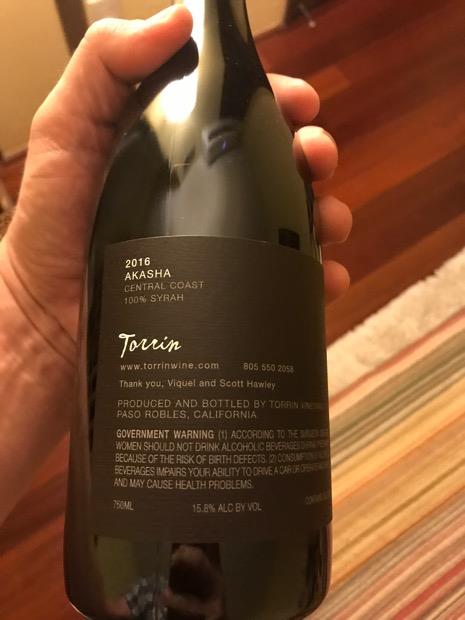 2016
AKASHA
CENTRAL COAST
100% SYRAH
Torrin
www.torrinwine.com 805 550 2058
Thank you, Viquel and Scott Hawley
PRODUCED AND BOTTLED BY TORRIN
PASO ROBLES, CALIFORNIA
GOVERNMENT WARNING (1) ACCORDING TO THE SURGEON
WOMEN SHOULD NOT DRINK ALCOHOLIC BEVERAGES DURING
BECAUSE OF THE RISK OF BIRTH DEFECTS. (2) CONSUMPTION OF
BEVERAGES IMPAIRS YOUR ABILITY TO DRIVE A CAR OR
AND MAY CAUSE HEALTH PROBLEMS.
750ML 15.8% ALC BY VOL